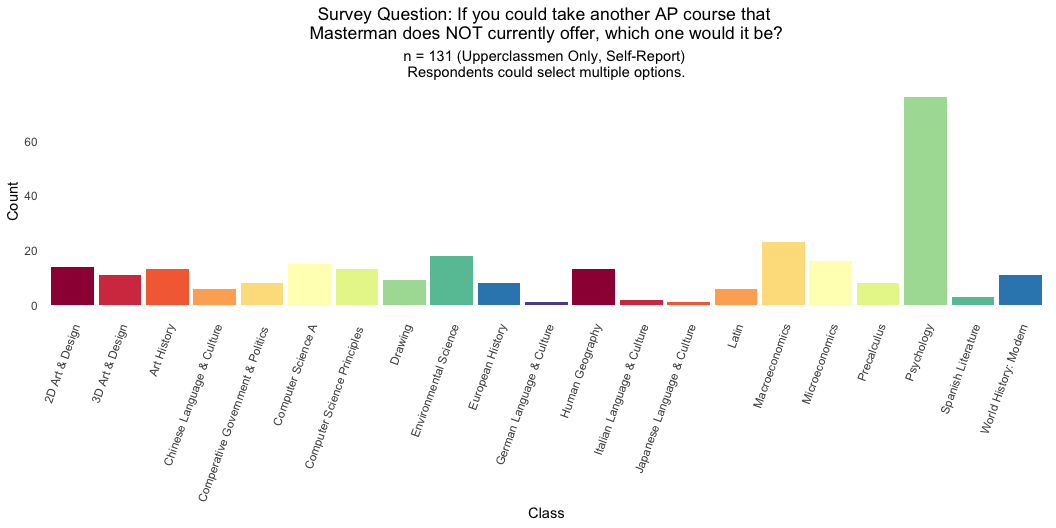 Survey Question: If you could take another AP course that
Masterman does NOT currently offer, which one would it be?
n = 131 (Upperclassmen Only, Self-Report)
Respondents could select multiple options.
Count
60
40
20
0
2D Art & Design
3D Art & Design
Art History
Chinese Language & Culture
Comperative Government & Politics
Computer Science A
Computer Science Principles
Drawing
Environmental Science
European History
German Language & Culture
Human Geography
Italian Language & Culture
Japanese Language & Culture
Latin
Macroeconomics
Microeconomics
Precalculus
Psychology
Spanish Literature
World History: Modern
Class